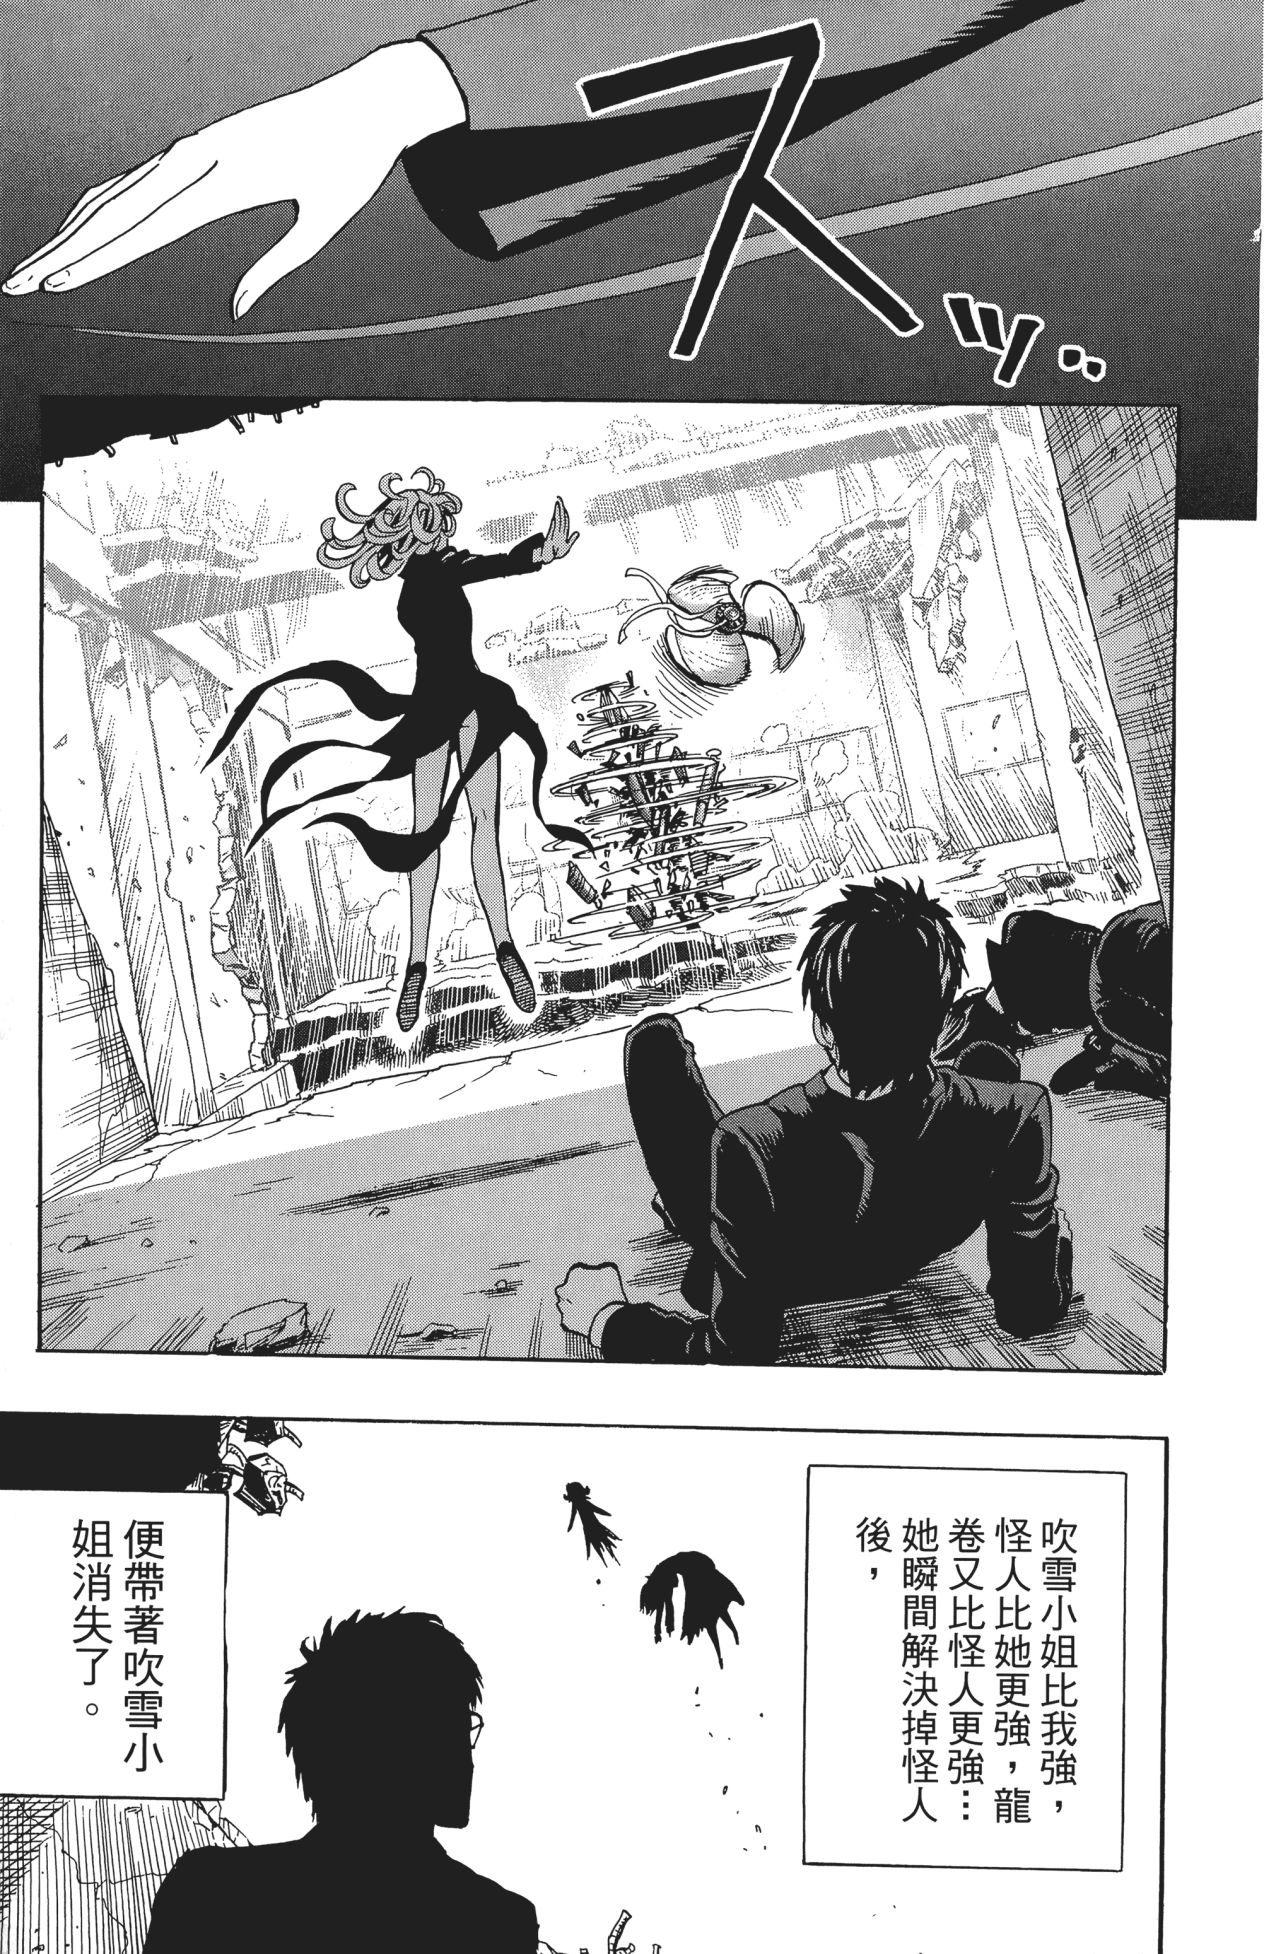 スッ‥
吹雪小姐比我強，
怪人比她更強，龍
卷又比怪人更強…
她瞬間解決掉怪人
後，
便帶著吹雪小
姐消失了。